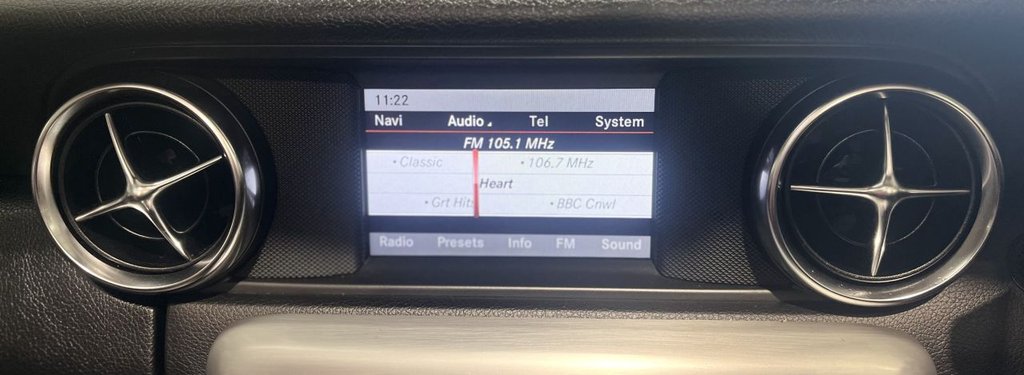 11:22
Navi Audio Tel System
FM 105.1 MHz
• Classic • 106.7 MHz
Heart
• Grt Hits • BBC Cnwl
Radio Presets Info FM Sound